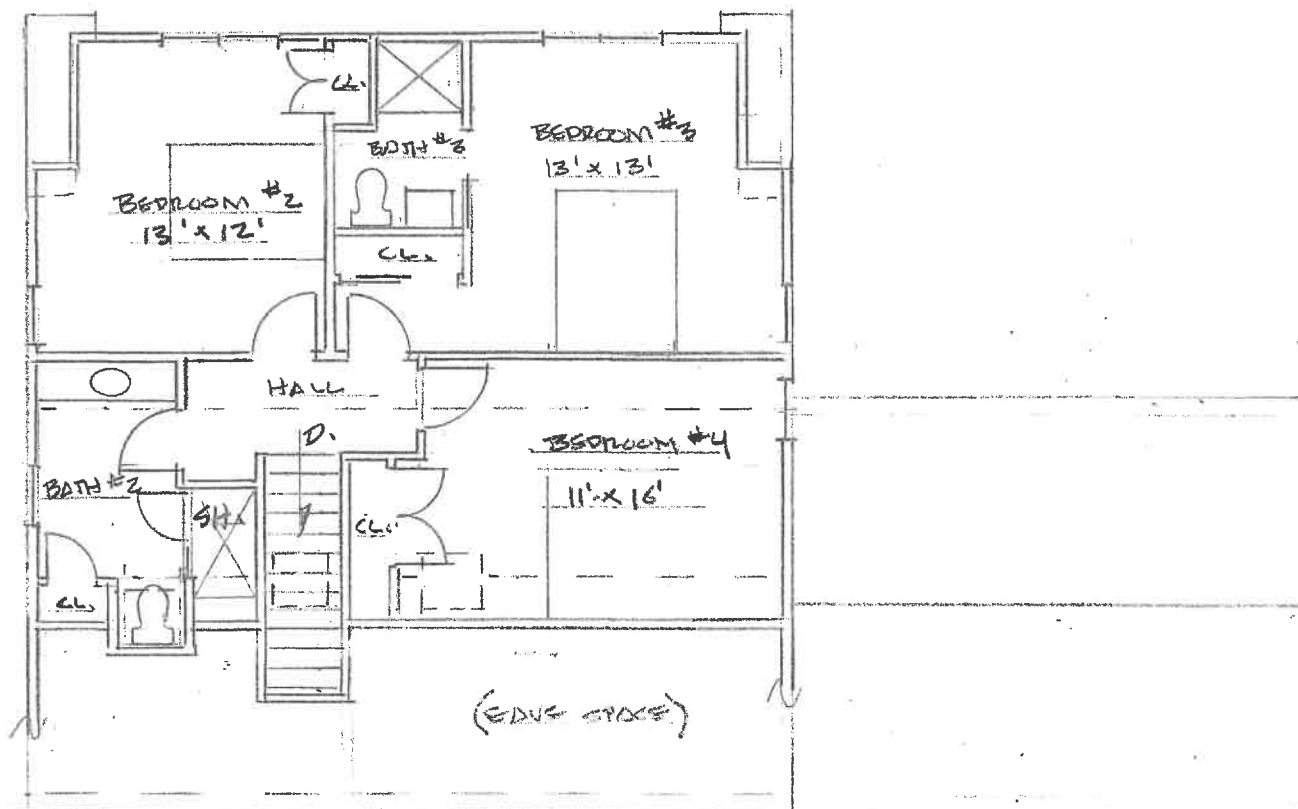 CL.
BATH #3
BEDROOM #3
13' x 13'
BEDROOM #2
13' x 12'
CL.
HALL
D.
BEDROOM #4
11' x 16'
BATH #2
SH.
CL.
CL.
(EAVE SPACE)